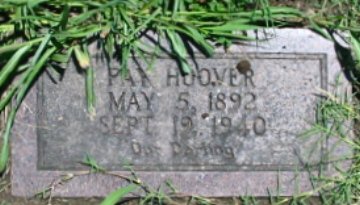 HOOVER
MAY 5, 1892
SEPT 19, 1940
Our Darling